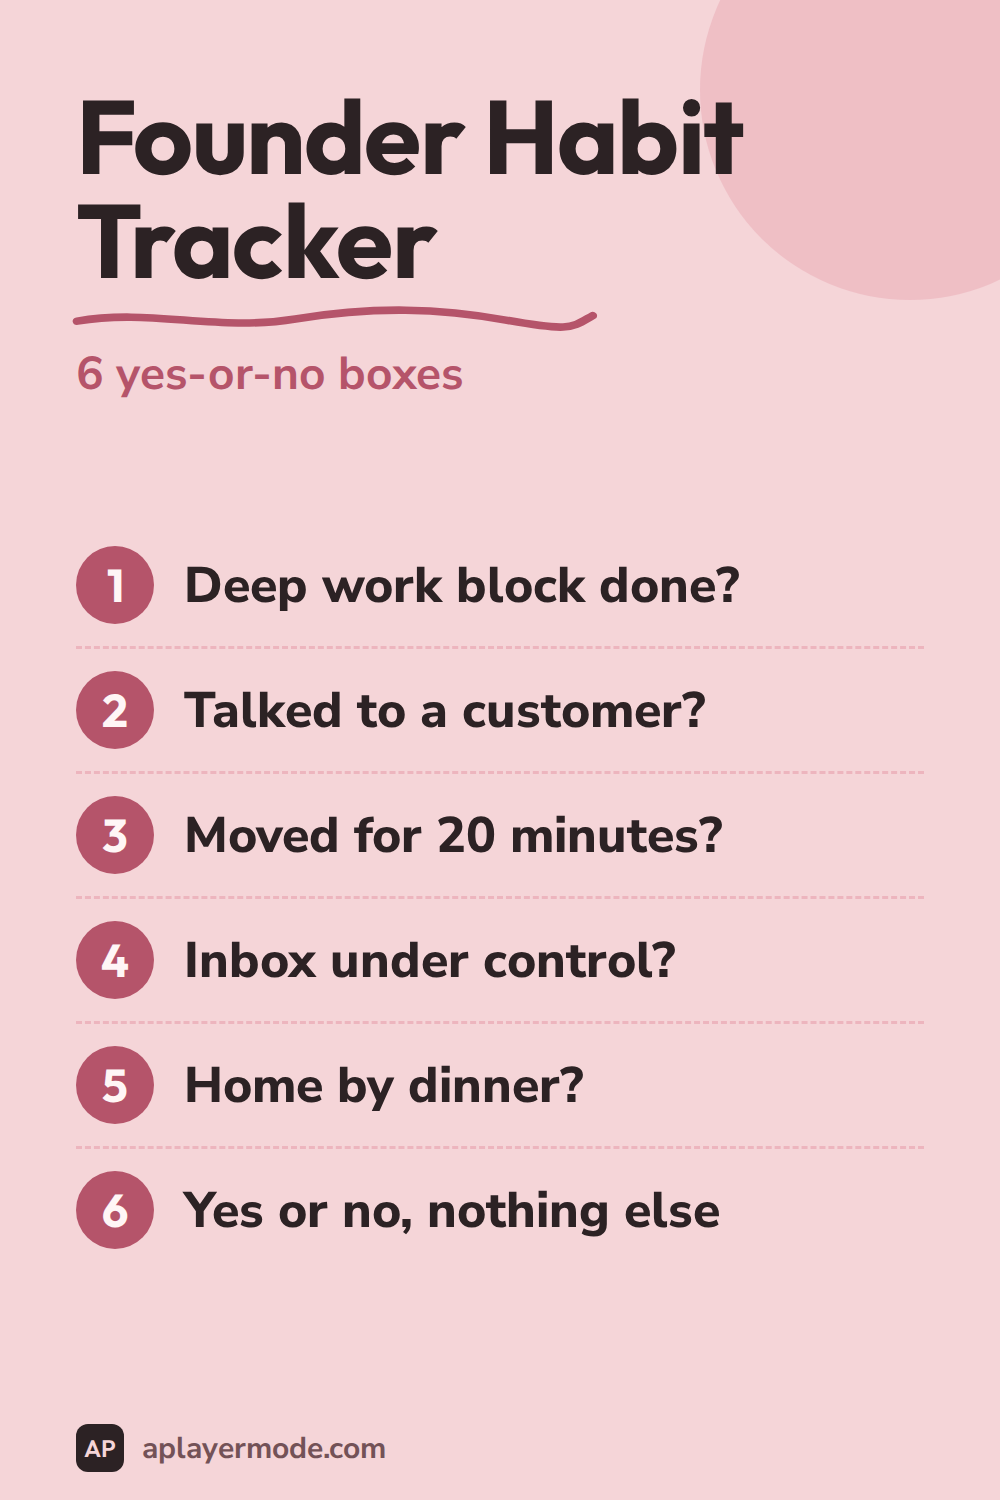 Founder Habit
Tracker
6 yes-or-no boxes
1 Deep work block done?
2 Talked to a customer?
3 Moved for 20 minutes?
4 Inbox under control?
5 Home by dinner?
6 Yes or no, nothing else
AP aplayermode.com